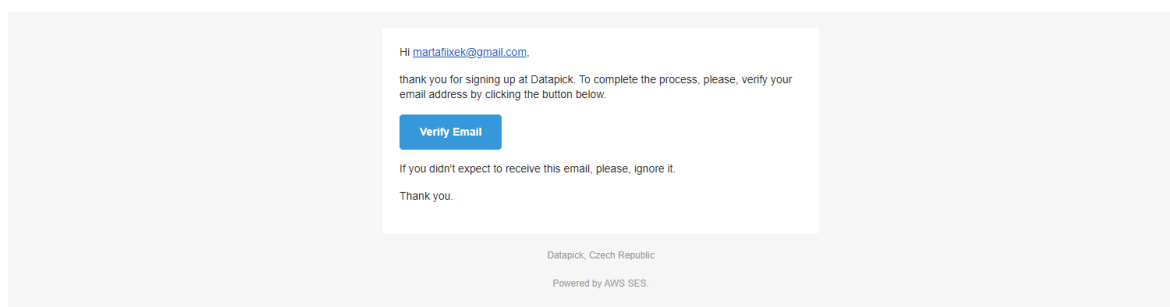 Hi martafiixek@gmail.com,
thank you for signing up at Datapick. To complete the process, please, verify your
email address by clicking the button below.
Verify Email
If you didn't expect to receive this email, please, ignore it.
Thank you.
Datapick, Czech Republic
Powered by AWS SES.